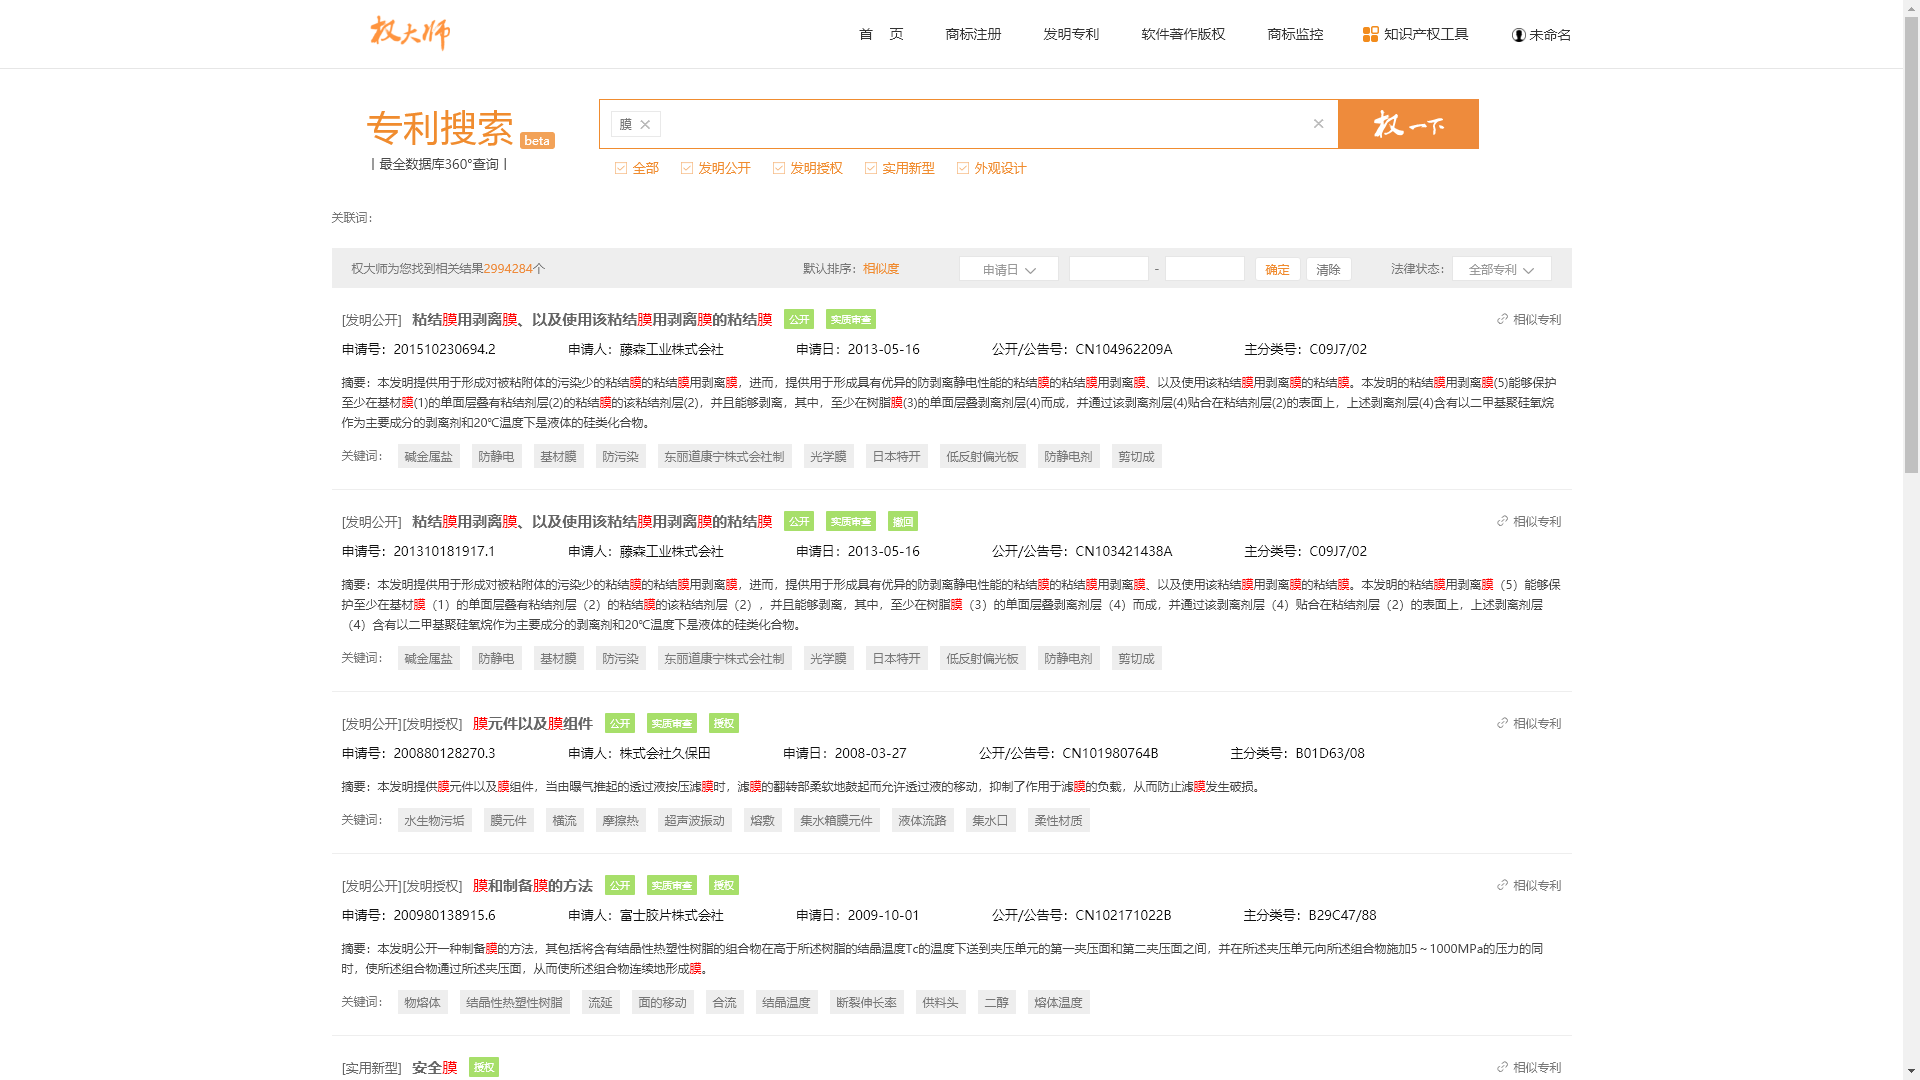 权大师
首 页 商标注册 发明专利 软件著作版权 商标监控 知识产权工具 未命名
专利搜索 beta
丨最全数据库360°查询丨
膜 权一下
全部 发明公开 发明授权 实用新型 外观设计
关联词:
权大师为您找到相关结果2994284个 默认排序：相似度 申请日 - 确定 清除 法律状态： 全部专利
[发明公开] 粘结膜用剥离膜、以及使用该粘结膜用剥离膜的粘结膜 公开 实质审查 相似专利
申请号：201510230694.2 申请人：藤森工业株式会社 申请日：2013-05-16 公开/公告号：CN104962209A 主分类号：C09J7/02
摘要：本发明提供用于形成对被粘附体的污染少的粘结膜的粘结膜用剥离膜，进而，提供用于形成具有优异的防剥离静电性能的粘结膜的粘结膜用剥离膜、以及使用该粘结膜用剥离膜的粘结膜。本发明的粘结膜用剥离膜(5)能够保护
至少在基材膜(1)的单面层叠有粘结剂层(2)的粘结膜的该粘结剂层(2)，并且能够剥离，其中，至少在树脂膜(3)的单面层叠剥离剂层(4)而成，并通过该剥离剂层(4)贴合在粘结剂层(2)的表面上，上述剥离剂层(4)含有以二甲基聚硅氧烷
作为主要成分的剥离剂和20℃温度下是液体的硅类化合物。
关键词： 碱金属盐 防静电 基材膜 防污染 东丽道康宁株式会社制 光学膜 日本特开 低反射偏光板 防静电剂 剪切成
[发明公开] 粘结膜用剥离膜、以及使用该粘结膜用剥离膜的粘结膜 公开 实质审查 撤回 相似专利
申请号：201310181917.1 申请人：藤森工业株式会社 申请日：2013-05-16 公开/公告号：CN103421438A 主分类号：C09J7/02
摘要：本发明提供用于形成对被粘附体的污染少的粘结膜的粘结膜用剥离膜，进而，提供用于形成具有优异的防剥离静电性能的粘结膜的粘结膜用剥离膜、以及使用该粘结膜用剥离膜的粘结膜。本发明的粘结膜用剥离膜（5）能够保
护至少在基材膜（1）的单面层叠有粘结剂层（2）的粘结膜的该粘结剂层（2），并且能够剥离，其中，至少在树脂膜（3）的单面层叠剥离剂层（4）而成，并通过该剥离剂层（4）贴合在粘结剂层（2）的表面上，上述剥离剂层
（4）含有以二甲基聚硅氧烷作为主要成分的剥离剂和20℃温度下是液体的硅类化合物。
关键词： 碱金属盐 防静电 基材膜 防污染 东丽道康宁株式会社制 光学膜 日本特开 低反射偏光板 防静电剂 剪切成
[发明公开][发明授权] 膜元件以及膜组件 公开 实质审查 授权 相似专利
申请号：200880128270.3 申请人：株式会社久保田 申请日：2008-03-27 公开/公告号：CN101980764B 主分类号：B01D63/08
摘要：本发明提供膜元件以及膜组件，当由曝气推起的透过液按压滤膜时，滤膜的翻转部柔软地鼓起而允许透过液的移动，抑制了作用于滤膜的负载，从而防止滤膜发生破损。
关键词： 水生物污垢 膜元件 横流 摩擦热 超声波振动 熔敷 集水箱膜元件 液体流路 集水口 柔性材质
[发明公开][发明授权] 膜和制备膜的方法 公开 实质审查 授权 相似专利
申请号：200980138915.6 申请人：富士胶片株式会社 申请日：2009-10-01 公开/公告号：CN102171022B 主分类号：B29C47/88
摘要：本发明公开一种制备膜的方法，其包括将含有结晶性热塑性树脂的组合物在高于所述树脂的结晶温度Tc的温度下送到夹压单元的第一夹压面和第二夹压面之间，并在所述夹压单元向所述组合物施加5～1000MPa的压力的同
时，使所述组合物通过所述夹压面，从而使所述组合物连续地形成膜。
关键词： 物熔体 结晶性热塑性树脂 流延 面的移动 合流 结晶温度 断裂伸长率 供料头 二醇 熔体温度
[实用新型] 安全膜 授权 相似专利